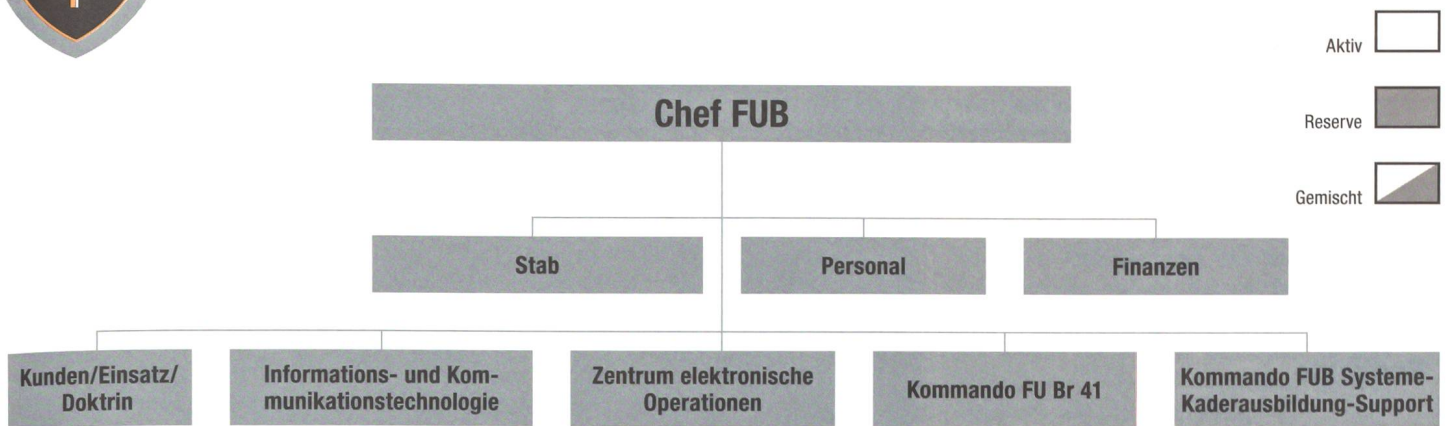 Aktiv
Chef FUB
Reserve
Gemischt
Stab
Personal
Finanzen
Kunden/Einsatz/
Doktrin
Informations- und Kom-
munikationstechnologie
Zentrum elektronische
Operationen
Kommando FU Br 41
Kommando FUB Systeme-
Kaderausbildung-Support